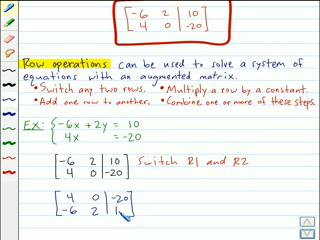 -6 2 | 10
4 0 | -20
Row operations can be used to solve a system of
equations with an augmented matrix.
• Switch any two rows. • Multiply a row by a constant.
• Add one row to another. • Combine one or more of these steps.
Ex: { -6x + 2y = 10
4x = -20
-6 2 | 10 Switch R1 and R2
4 0 | -20
4 0 | -20
-6 2 | 1